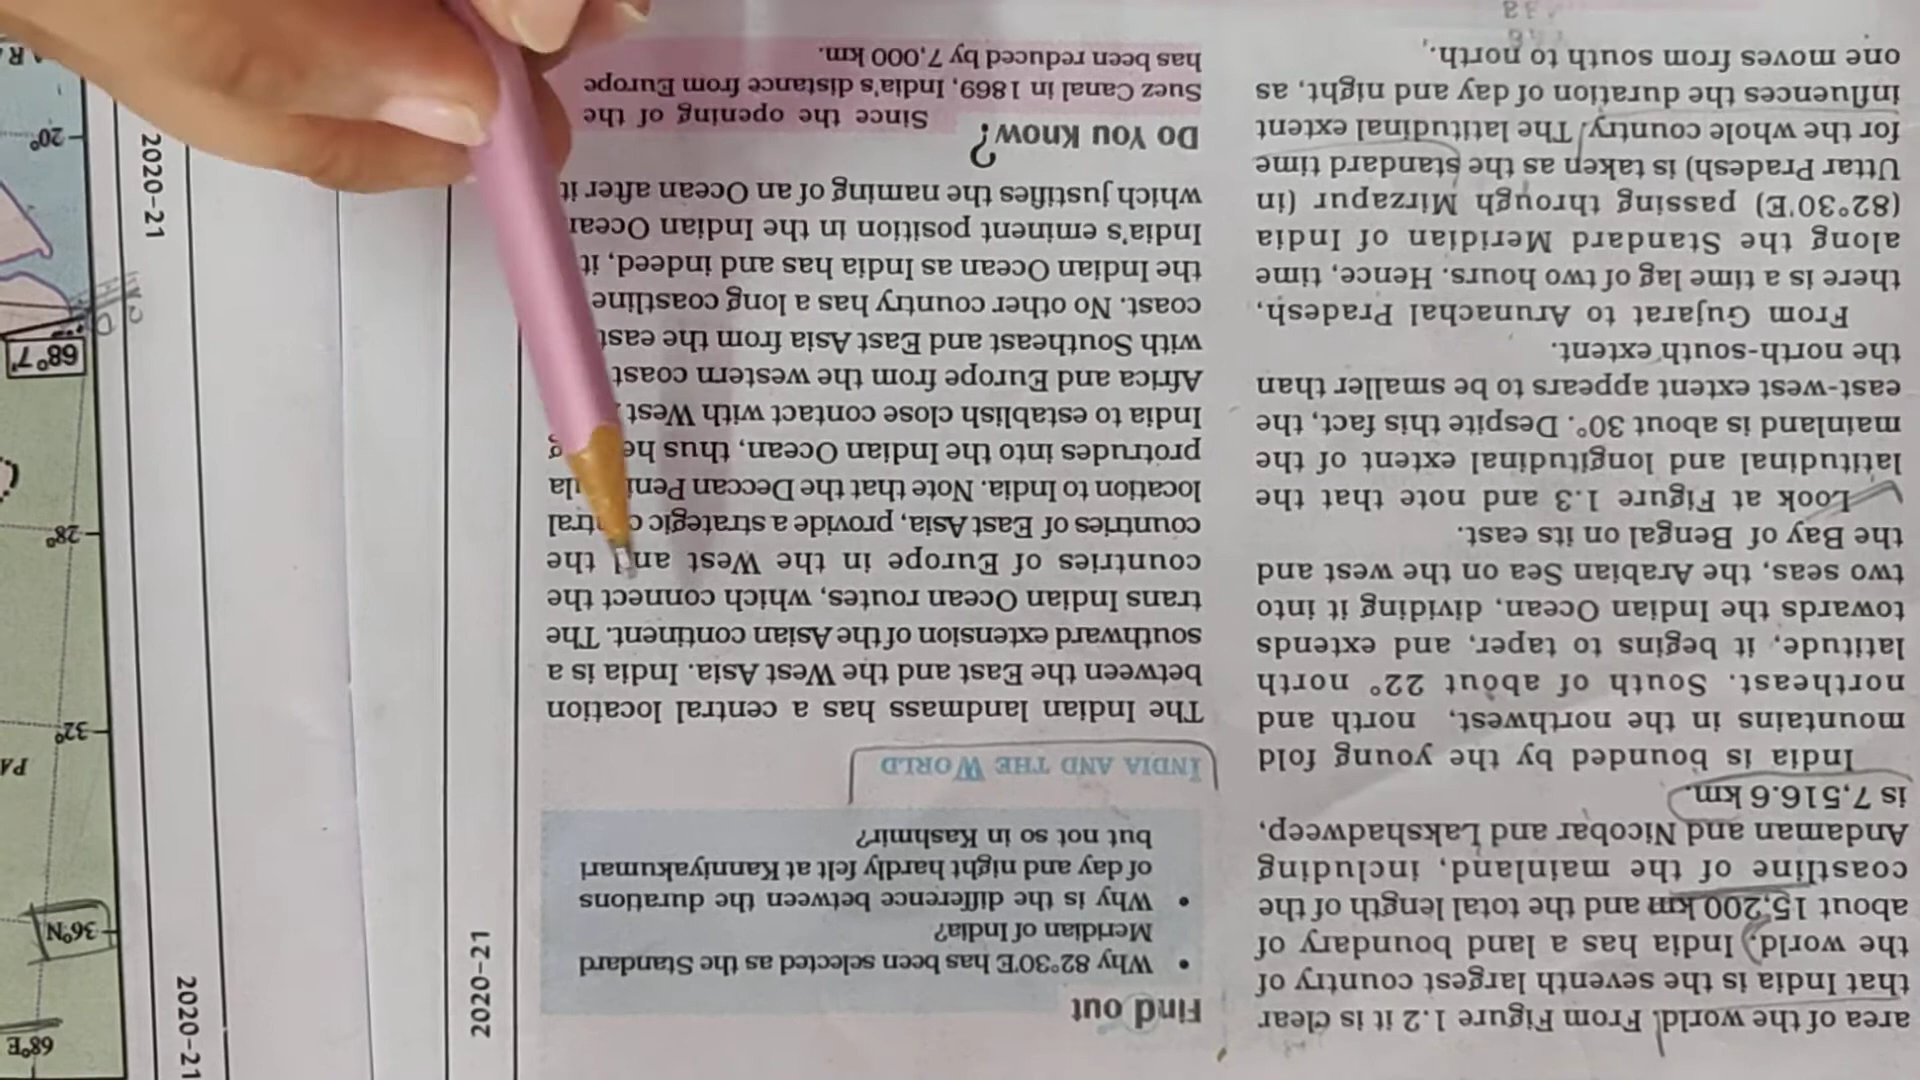 area of the world. From Figure 1.2 it is clear
that India is the seventh largest country of
the world. India has a land boundary of
about 15,200 km and the total length of the
coastline of the mainland, including
Andaman and Nicobar and Lakshadweep,
is 7,516.6 km.
India is bounded by the young fold
mountains in the northwest, north and
northeast. South of about 22° north
latitude, it begins to taper, and extends
towards the Indian Ocean, dividing it into
two seas, the Arabian Sea on the west and
the Bay of Bengal on its east.
Look at Figure 1.3 and note that the
latitudinal and longitudinal extent of the
mainland is about 30°. Despite this fact, the
east-west extent appears to be smaller than
the north-south extent.
From Gujarat to Arunachal Pradesh,
there is a time lag of two hours. Hence, time
along the Standard Meridian of India
(82°30'E) passing through Mirzapur (in
Uttar Pradesh) is taken as the standard time
for the whole country. The latitudinal extent
influences the duration of day and night, as
one moves from south to north.
Find out
• Why 82°30'E has been selected as the Standard
Meridian of India?
• Why is the difference between the durations
of day and night hardly felt at Kanniyakumari
but not so in Kashmir?
INDIA AND THE WORLD
The Indian landmass has a central location
between the East and the West Asia. India is a
southward extension of the Asian continent. The
trans Indian Ocean routes, which connect the
countries of Europe in the West and the
countries of East Asia, provide a strategic
location to India. Note that the Deccan
protrudes into the Indian Ocean, thus
India to establish close contact with West
Africa and Europe from the western coast
with Southeast and East Asia from the east
coast. No other country has a long coastline
the Indian Ocean as India has and indeed, it
India's eminent position in the Indian Ocean
which justifies the naming of an Ocean after it
Do You Know?
Since the opening of the
Suez Canal in 1869, India's distance from Europe
has been reduced by 7,000 km.
2020-21
2020-21
2020-21
68°E
36°N
32°
28°
20°
68°7'
PA